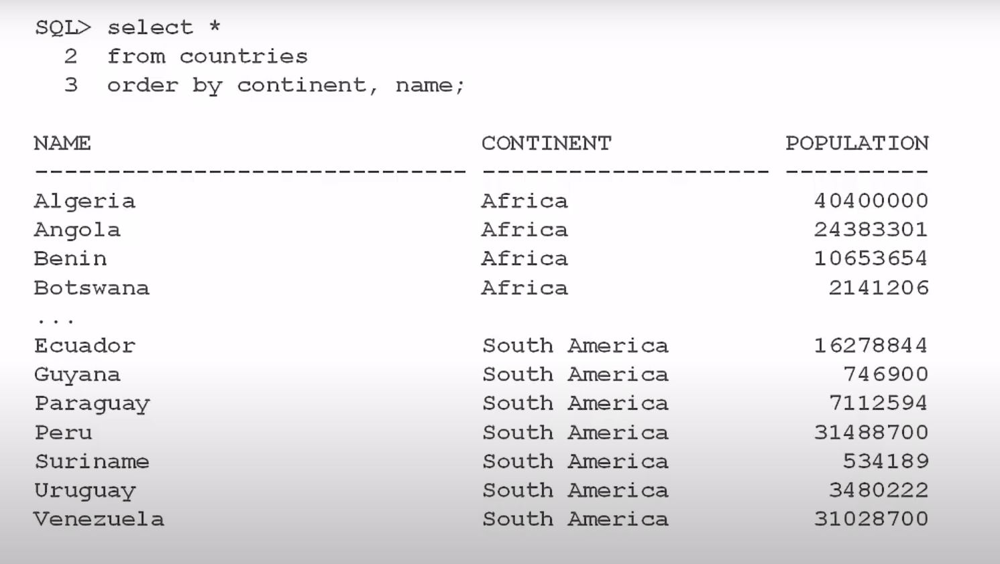 SQL> select *
2 from countries
3 order by continent, name;
NAME CONTINENT POPULATION
------------------------------ -------------------- ----------
Algeria Africa 40400000
Angola Africa 24383301
Benin Africa 10653654
Botswana Africa 2141206
...
Ecuador South America 16278844
Guyana South America 746900
Paraguay South America 7112594
Peru South America 31488700
Suriname South America 534189
Uruguay South America 3480222
Venezuela South America 31028700